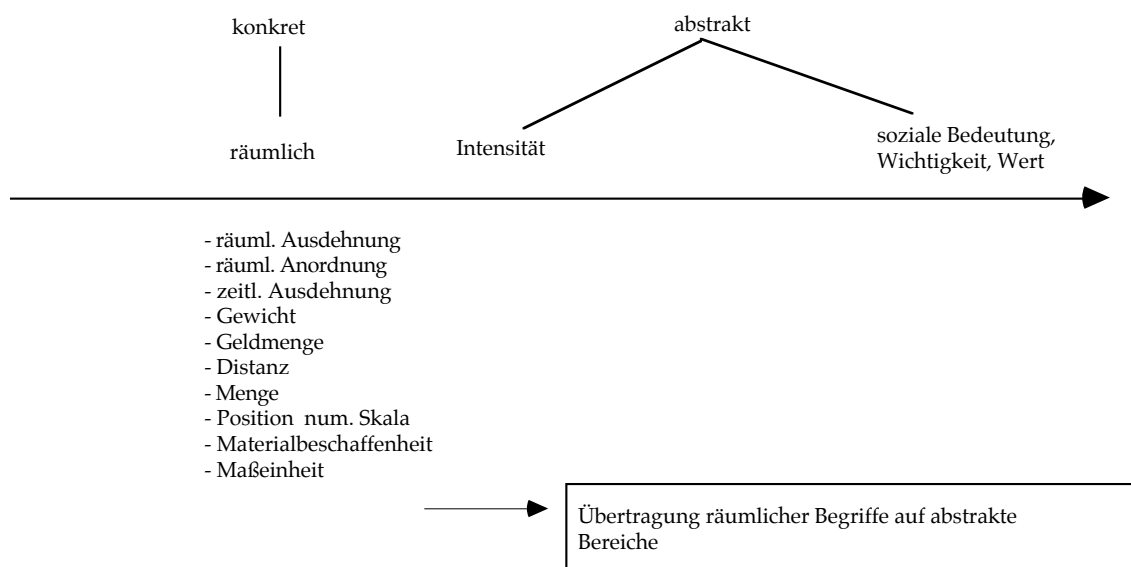 konkret
abstrakt
räumlich
Intensität
soziale Bedeutung,
Wichtigkeit, Wert
- räuml. Ausdehnung
- räuml. Anordnung
- zeitl. Ausdehnung
- Gewicht
- Geldmenge
- Distanz
- Menge
- Position num. Skala
- Materialbeschaffenheit
- Maßeinheit
Übertragung räumlicher Begriffe auf abstrakte
Bereiche